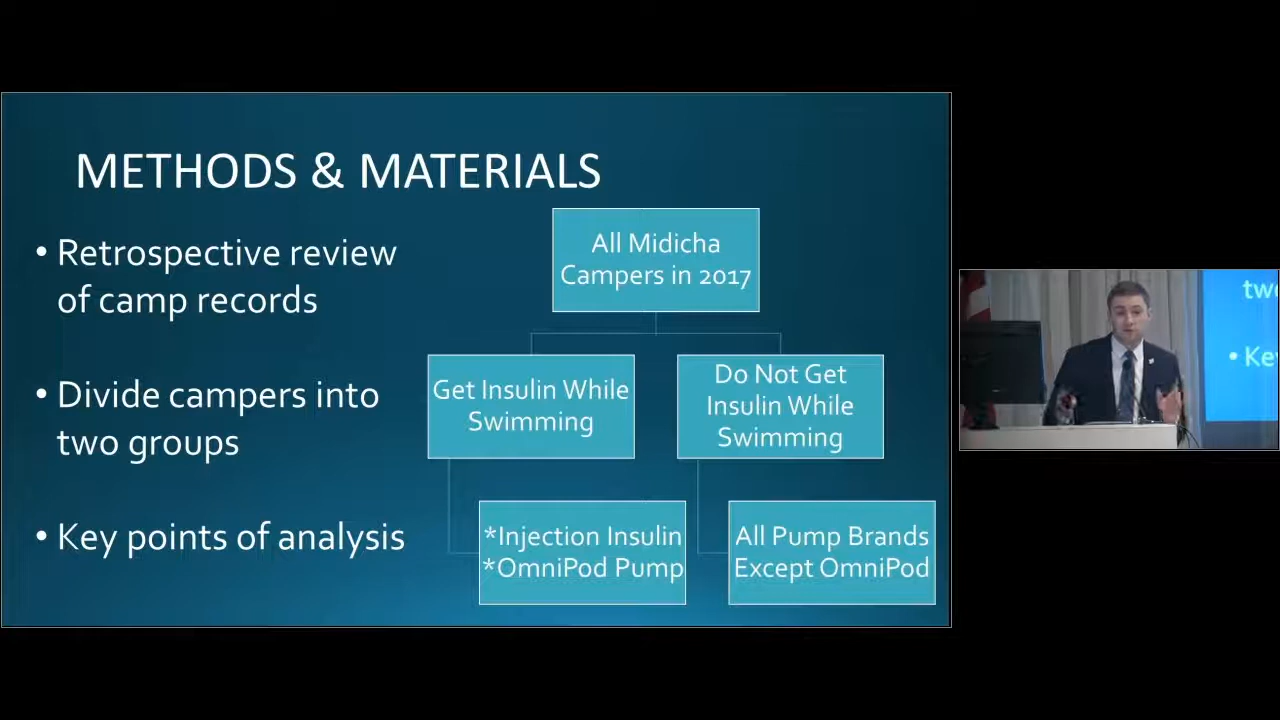 METHODS & MATERIALS
• Retrospective review
of camp records
• Divide campers into
two groups
• Key points of analysis
All Midicha
Campers in 2017
Get Insulin While
Swimming
Do Not Get
Insulin While
Swimming
*Injection Insulin
*OmniPod Pump
All Pump Brands
Except OmniPod
two
• Ke